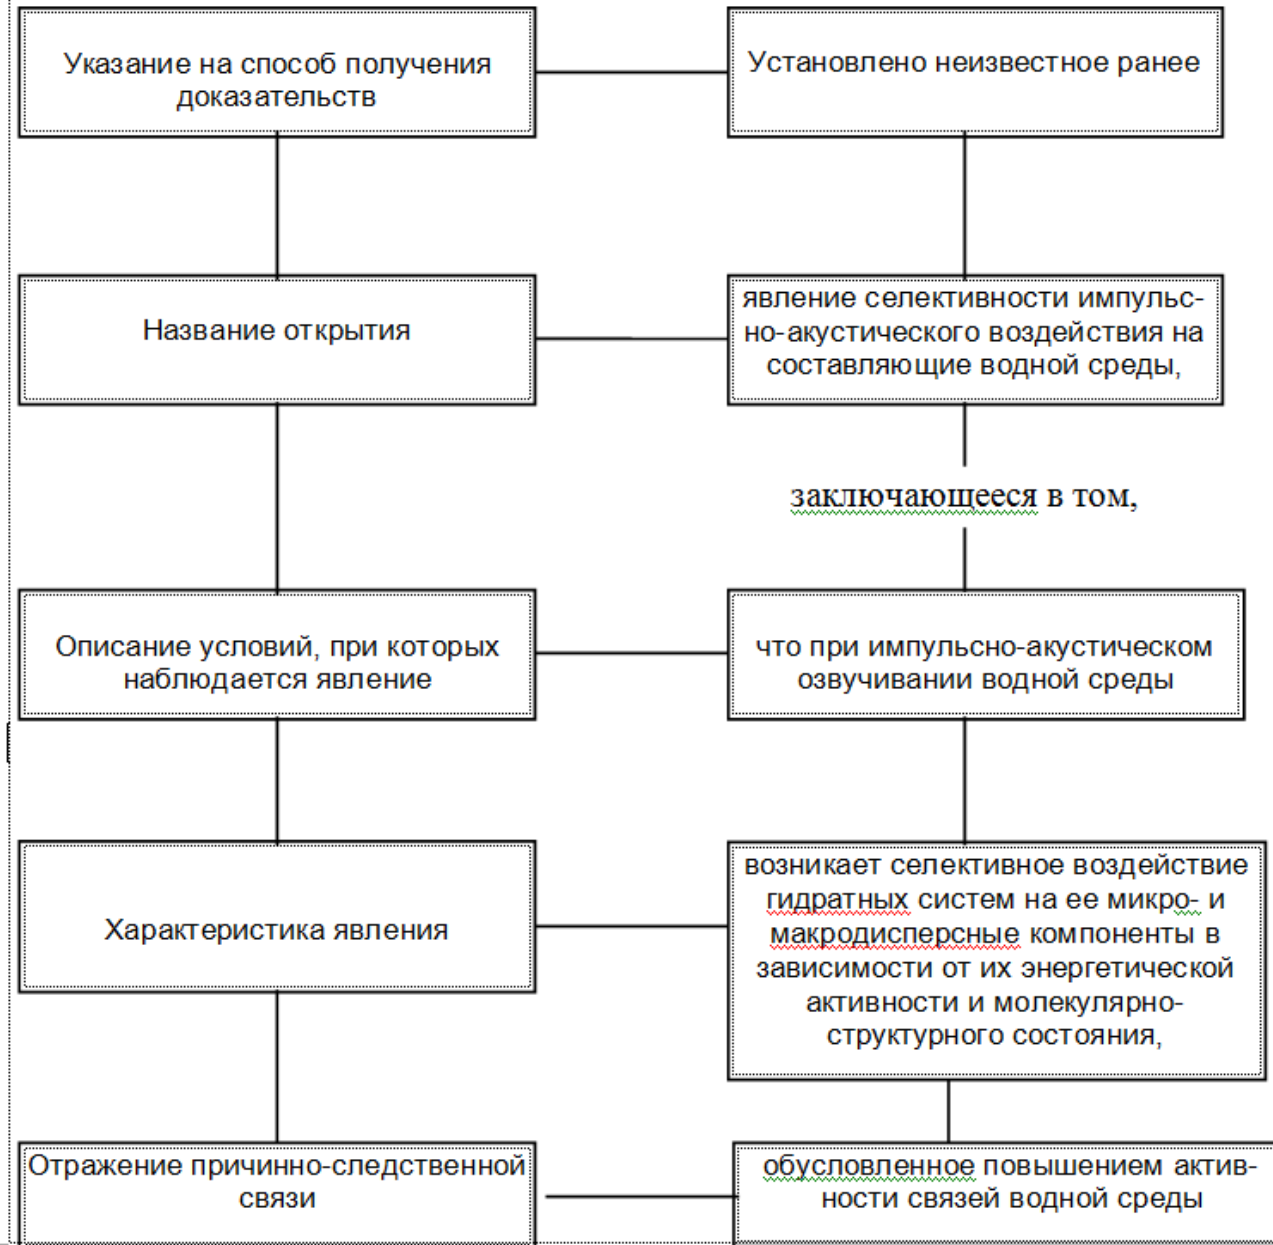 Указание на способ получения
доказательств
Установлено неизвестное ранее
Название открытия
явление селективности импульс-
но-акустического воздействия на
составляющие водной среды,
заключающееся в том,
Описание условий, при которых
наблюдается явление
что при импульсно-акустическом
озвучивании водной среды
Характеристика явления
возникает селективное воздействие
гидратных систем на ее микро- и
макродисперсные компоненты в
зависимости от их энергетической
активности и молекулярно-
структурного состояния,
Отражение причинно-следственной
связи
обусловленное повышением актив-
ности связей водной среды